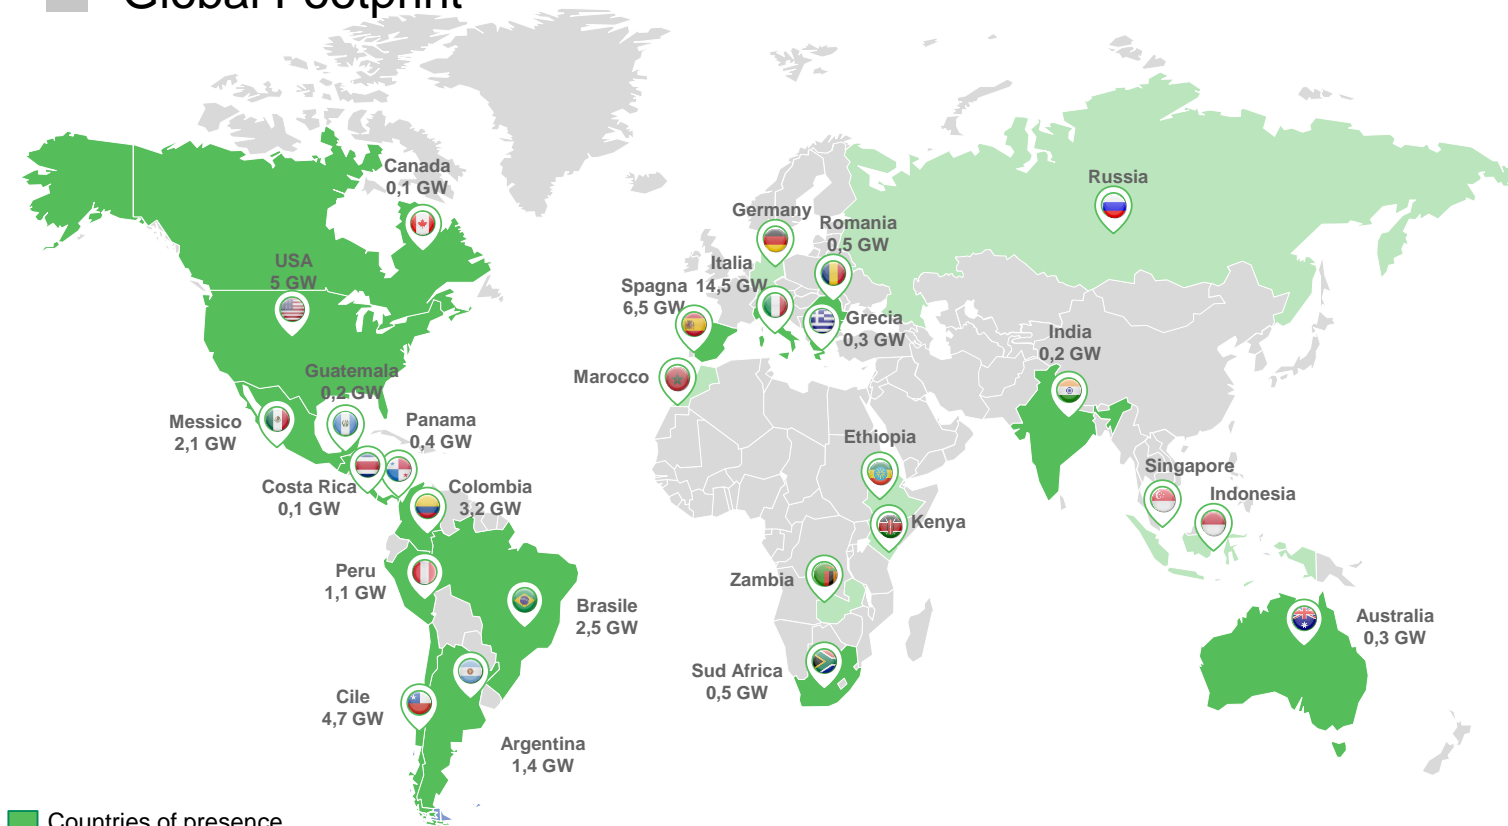 Global Footprint
Canada
0,1 GW
USA
5 GW
Guatemala
0,2 GW
Messico
2,1 GW
Panama
0,4 GW
Costa Rica
0,1 GW
Colombia
3,2 GW
Peru
1,1 GW
Brasile
2,5 GW
Cile
4,7 GW
Argentina
1,4 GW
Germany
Romania
0,5 GW
Italia
14,5 GW
Spagna
6,5 GW
Grecia
0,3 GW
Marocco
Russia
India
0,2 GW
Ethiopia
Kenya
Zambia
Sud Africa
0,5 GW
Singapore
Indonesia
Australia
0,3 GW
Countries of presence